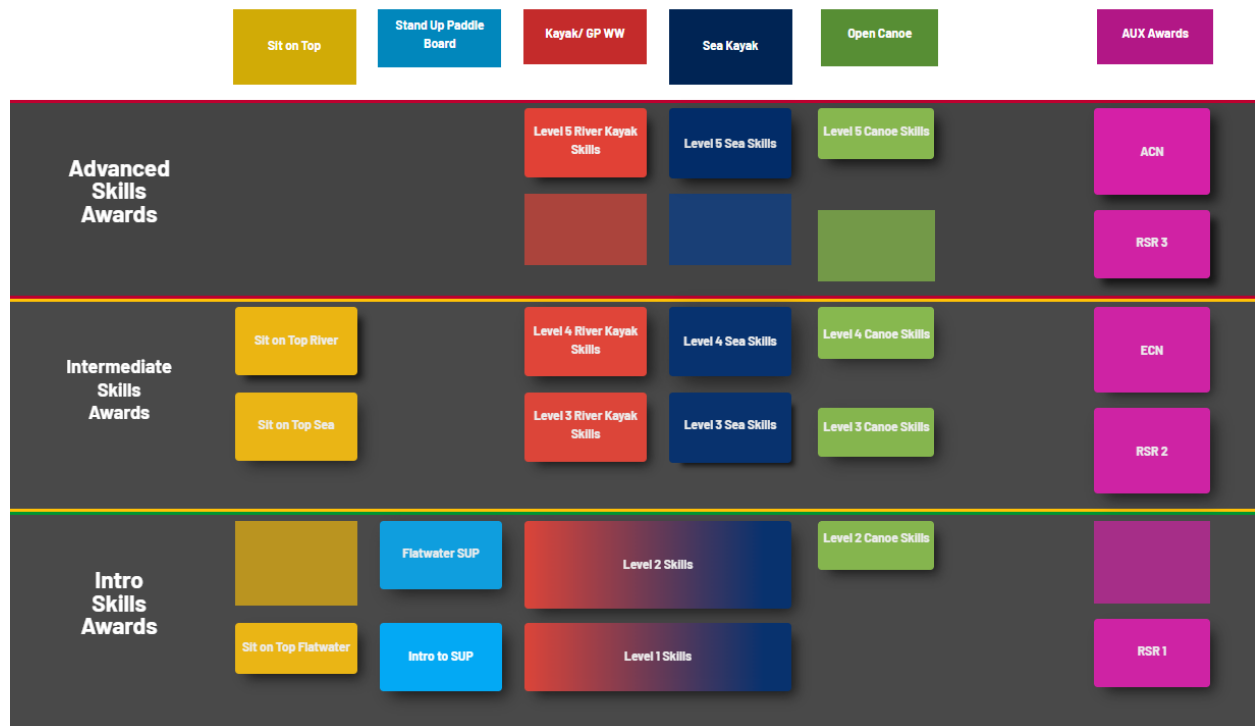 Sit on Top
Stand Up Paddle
Board
Kayak/ GP WW
Sea Kayak
Open Canoe
AUX Awards
Advanced
Skills
Awards
Level 5 River Kayak
Skills
Level 5 Sea Skills
Level 5 Canoe Skills
ACN
RSR 3
Intermediate
Skills
Awards
Sit on Top River
Level 4 River Kayak
Skills
Level 4 Sea Skills
Level 4 Canoe Skills
ECN
Sit on Top Sea
Level 3 River Kayak
Skills
Level 3 Sea Skills
Level 3 Canoe Skills
RSR 2
Intro
Skills
Awards
Flatwater SUP
Level 2 Skills
Level 2 Canoe Skills
Sit on Top Flatwater
Intro to SUP
Level 1 Skills
RSR 1